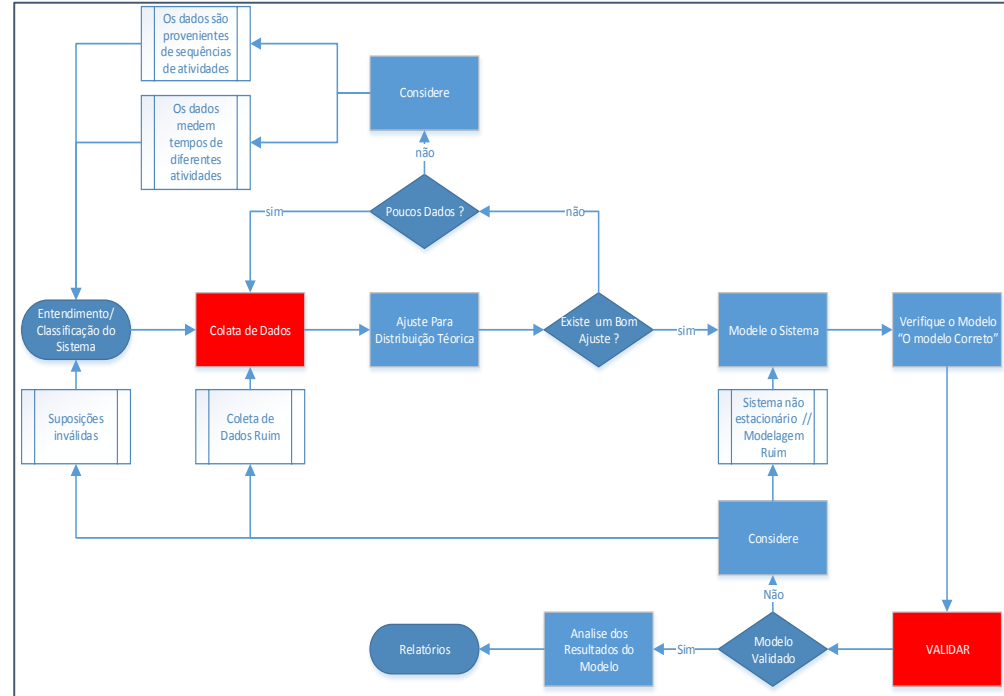 Os dados são
provenientes
de sequências
de atividades
Considere
Os dados
medem
tempos de
diferentes
atividades
não
sim
Poucos Dados ?
não
Entendimento/
Classificação do
Sistema
Colata de Dados
Ajuste Para
Distribuição Téorica
Existe um Bom
Ajuste ?
sim
Modele o Sistema
Verifique o Modelo
“O modelo Correto”
Suposições
inválidas
Coleta de
Dados Ruim
Sistema não
estacionário //
Modelagem
Ruim
Considere
Não
Relatórios
Analise dos
Resultados do
Modelo
Sim
Modelo
Validado
VALIDAR